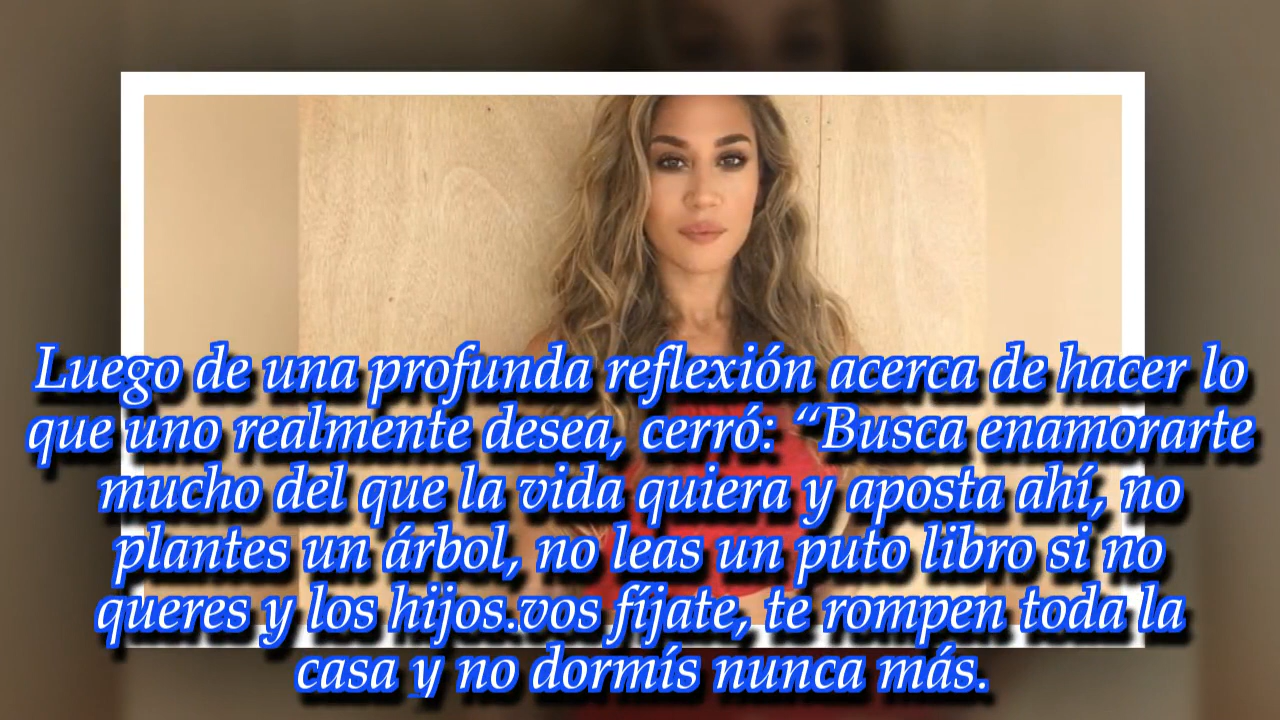 Luego de una profunda reflexión acerca de hacer lo
que uno realmente desea, cerró: “Busca enamorarte
mucho del que la vida quiera y aposta ahí, no
plantes un árbol, no leas un puto libro si no
queres y los hijos.vos fíjate, te rompen toda la
casa y no dormís nunca más.